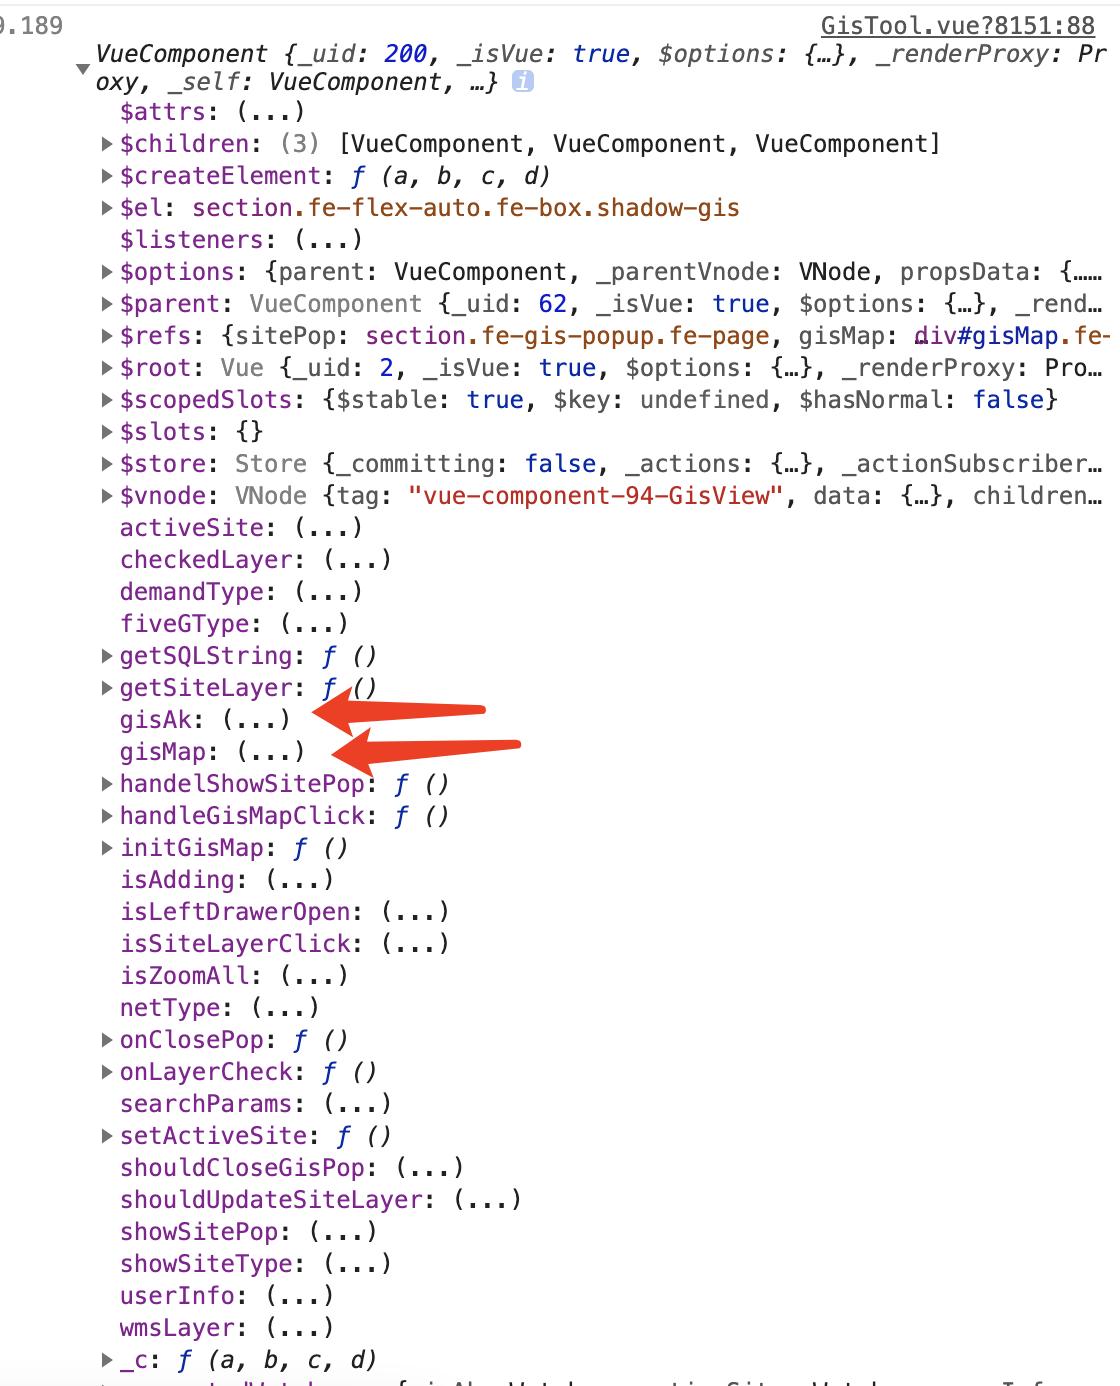 9.189 GisTool.vue?8151:88
VueComponent {_uid: 200, _isVue: true, $options: {…}, _renderProxy: Pr
oxy, _self: VueComponent, …} i
$attrs: (...)
$children: (3) [VueComponent, VueComponent, VueComponent]
$createElement: ƒ (a, b, c, d)
$el: section.fe-flex-auto.fe-box.shadow-gis
$listeners: (...)
$options: {parent: VueComponent, _parentVnode: VNode, propsData: {……
$parent: VueComponent {_uid: 62, _isVue: true, $options: {…}, _rend…
$refs: {sitePop: section.fe-gis-popup.fe-page, gisMap: div#gisMap.fe-
$root: Vue {_uid: 2, _isVue: true, $options: {…}, _renderProxy: Pro…
$scopedSlots: {$stable: true, $key: undefined, $hasNormal: false}
$slots: {}
$store: Store {_committing: false, _actions: {…}, _actionSubscriber…
$vnode: VNode {tag: "vue-component-94-GisView", data: {…}, children…
activeSite: (...)
checkedLayer: (...)
demandType: (...)
fiveGType: (...)
getSQLString: ƒ ()
getSiteLayer: ƒ ()
gisAk: (...)
gisMap: (...)
handelShowSitePop: ƒ ()
handleGisMapClick: ƒ ()
initGisMap: ƒ ()
isAdding: (...)
isLeftDrawerOpen: (...)
isSiteLayerClick: (...)
isZoomAll: (...)
netType: (...)
onClosePop: ƒ ()
onLayerCheck: ƒ ()
searchParams: (...)
setActiveSite: ƒ ()
shouldCloseGisPop: (...)
shouldUpdateSiteLayer: (...)
showSitePop: (...)
showSiteType: (...)
userInfo: (...)
wmsLayer: (...)
_c: ƒ (a, b, c, d)